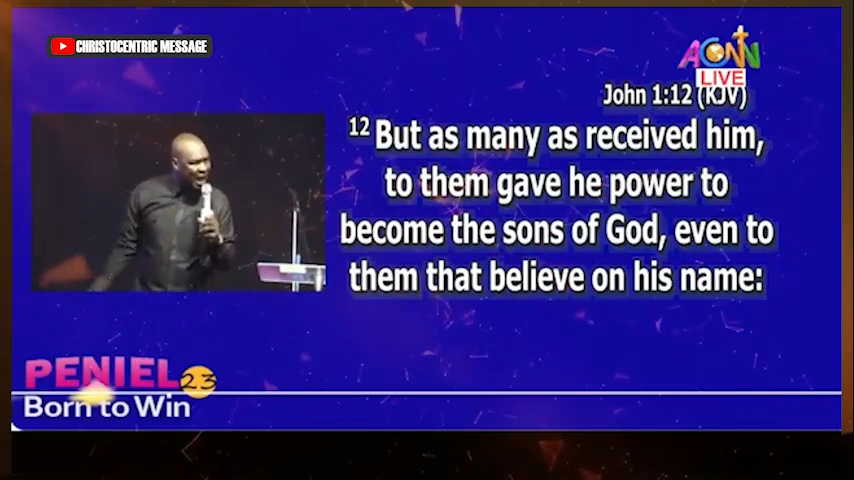 CHRISTOCENTRIC MESSAGE
ACNN
LIVE
John 1:12 (KJV)
12 But as many as received him,
to them gave he power to
become the sons of God, even to
them that believe on his name:
PENIEL 23
Born to Win